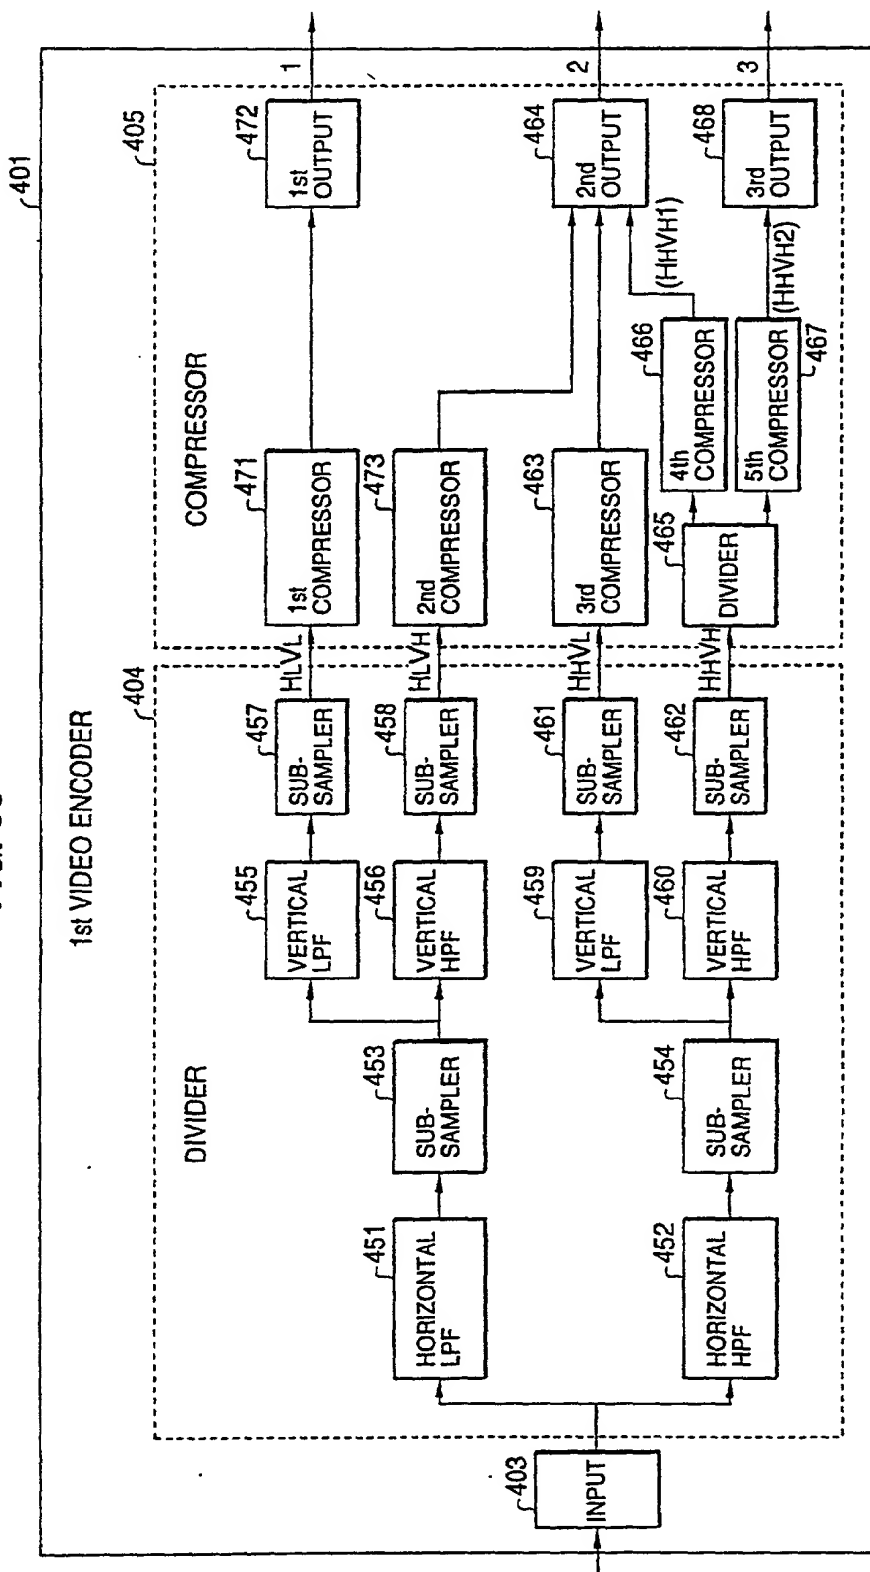 1st VIDEO ENCODER
401
403
INPUT
404
DIVIDER
451
HORIZONTAL
LPF
452
HORIZONTAL
HPF
453
SUB-
SAMPLER
454
SUB-
SAMPLER
455
VERTICAL
LPF
456
VERTICAL
HPF
459
VERTICAL
LPF
460
VERTICAL
HPF
457
SUB-
SAMPLER
458
SUB-
SAMPLER
461
SUB-
SAMPLER
462
SUB-
SAMPLER
HLVL
HLVH
HHVL
HHVH
405
COMPRESSOR
471
1st
COMPRESSOR
473
2nd
COMPRESSOR
463
3rd
COMPRESSOR
465
DIVIDER
466
4th
COMPRESSOR
467
5th
COMPRESSOR
(HHVH1)
(HHVH2)
472
1st
OUTPUT
464
2nd
OUTPUT
468
3rd
OUTPUT
1
2
3